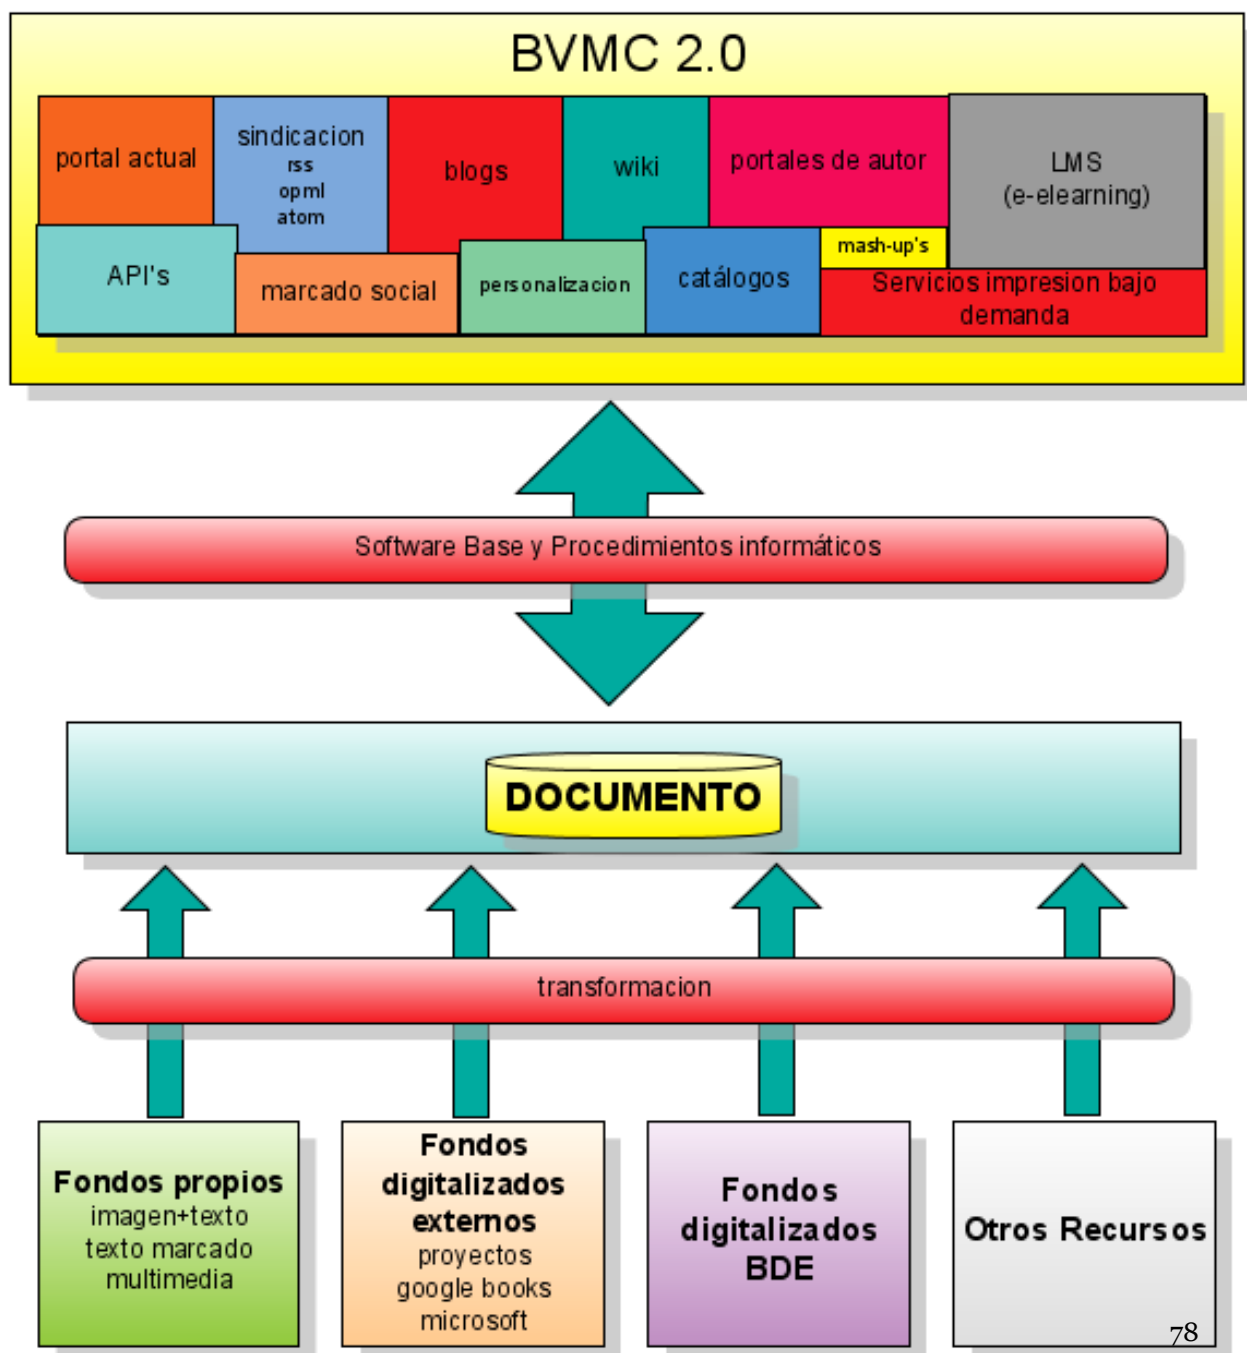 BVMC 2.0
portal actual
sindicacion
rss
opml
atom
blogs
wiki
portales de autor
LMS
(e-elearning)
API's
marcado social
personalizacion
catálogos
mash-up's
Servicios impresion bajo
demanda
Software Base y Procedimientos informáticos
DOCUMENTO
transformacion
Fondos propios
imagen+texto
texto marcado
multimedia
Fondos
digitalizados
externos
proyectos
google books
microsoft
Fondos
digitalizados
BDE
Otros Recursos
78